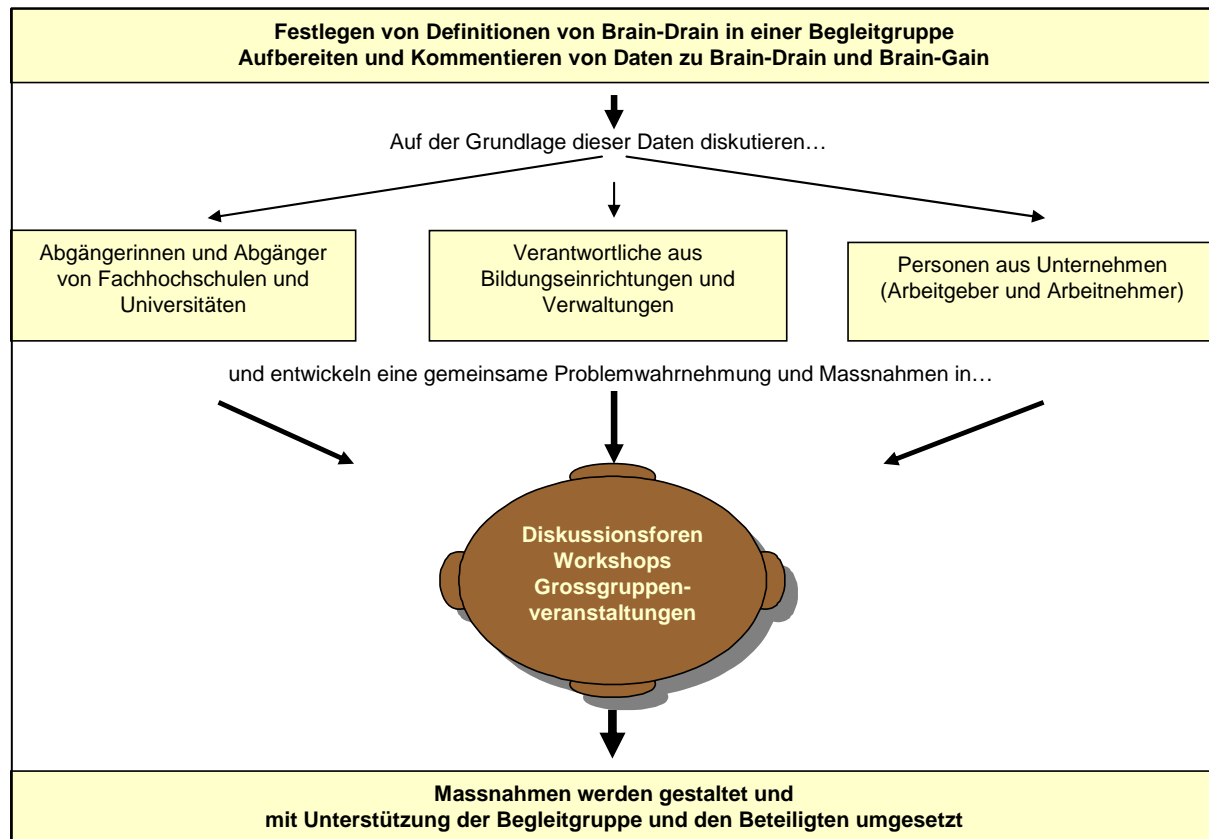 Festlegen von Definitionen von Brain-Drain in einer Begleitgruppe
Aufbereiten und Kommentieren von Daten zu Brain-Drain und Brain-Gain
Auf der Grundlage dieser Daten diskutieren…
Abgängerinnen und Abgänger
von Fachhochschulen und
Universitäten
Verantwortliche aus
Bildungseinrichtungen und
Verwaltungen
Personen aus Unternehmen
(Arbeitgeber und Arbeitnehmer)
und entwickeln eine gemeinsame Problemwahrnehmung und Massnahmen in…
Diskussionsforen
Workshops
Grossgruppen-
veranstaltungen
Massnahmen werden gestaltet und
mit Unterstützung der Begleitgruppe und den Beteiligten umgesetzt